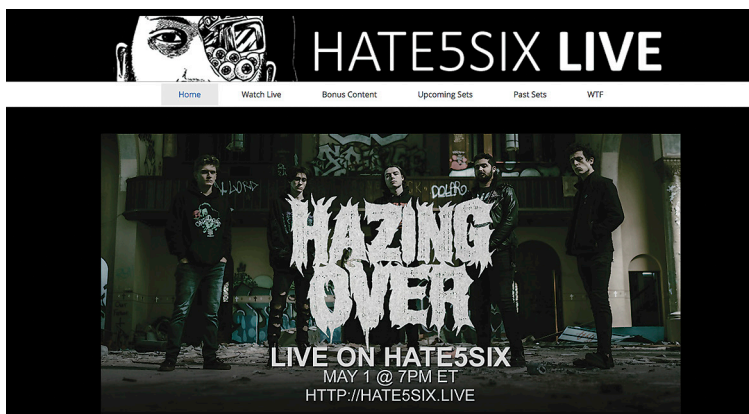 HATE5SIX LIVE
Home Watch Live Bonus Content Upcoming Sets Past Sets WTF
HAZING
OVER
LIVE ON HATE5SIX
MAY 1 @ 7PM ET
HTTP://HATE5SIX.LIVE